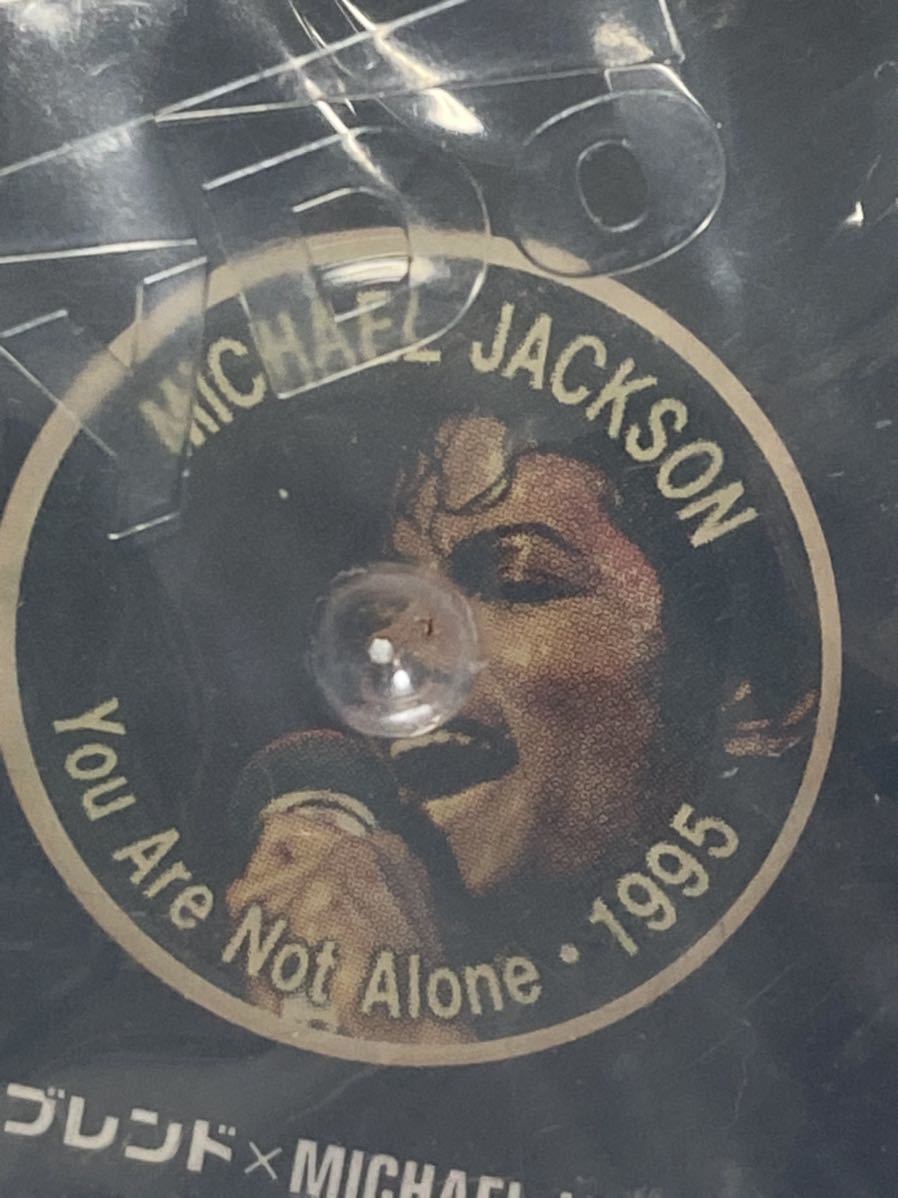 MICHAEL JACKSON
You Are Not Alone • 1995
ブレンド×MICHAEL